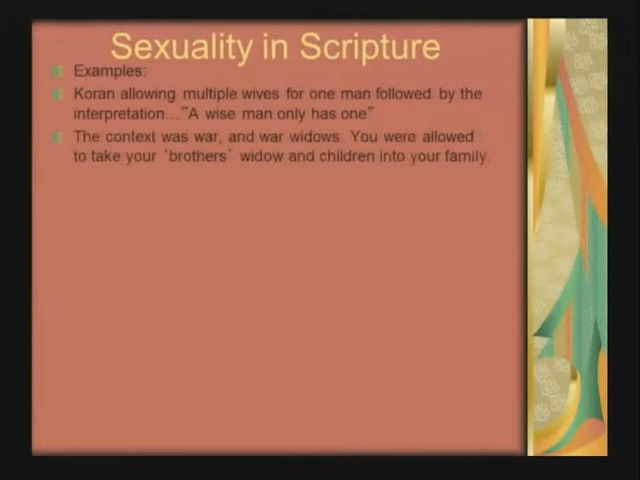 Sexuality in Scripture
Examples:
Koran allowing multiple wives for one man followed by the
interpretation..."A wise man only has one"
The context was war, and war widows: You were allowed
to take your 'brothers' widow and children into your family.